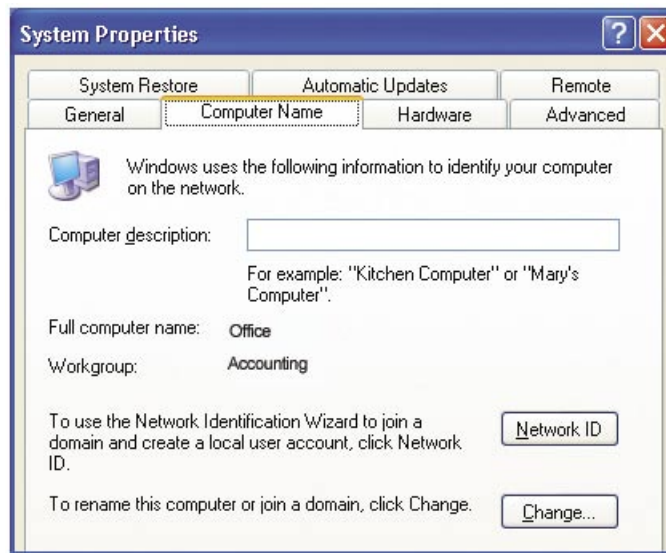 System Properties
System Restore Automatic Updates Remote
General Computer Name Hardware Advanced
Windows uses the following information to identify your computer
on the network.
Computer description:
For example: "Kitchen Computer" or "Mary's
Computer".
Full computer name: Office
Workgroup: Accounting
To use the Network Identification Wizard to join a
domain and create a local user account, click Network
ID.
Network ID
To rename this computer or join a domain, click Change.
Change...